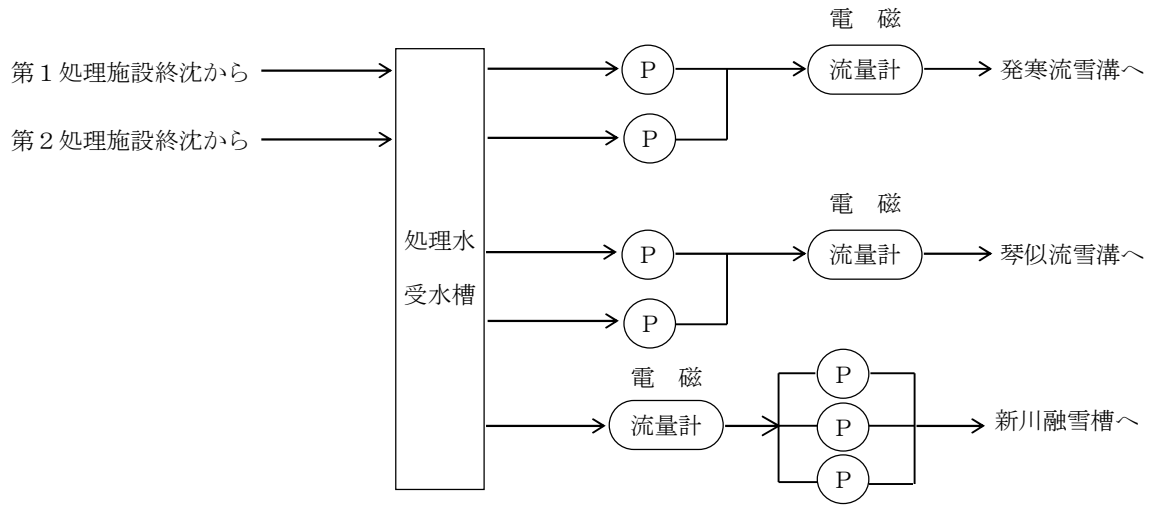 電 磁
第１処理施設終沈から
P
流量計
発寒流雪溝へ
第２処理施設終沈から
P
電 磁
処理水
受水槽
P
流量計
琴似流雪溝へ
P
電 磁
流量計
P
P
P
新川融雪槽へ